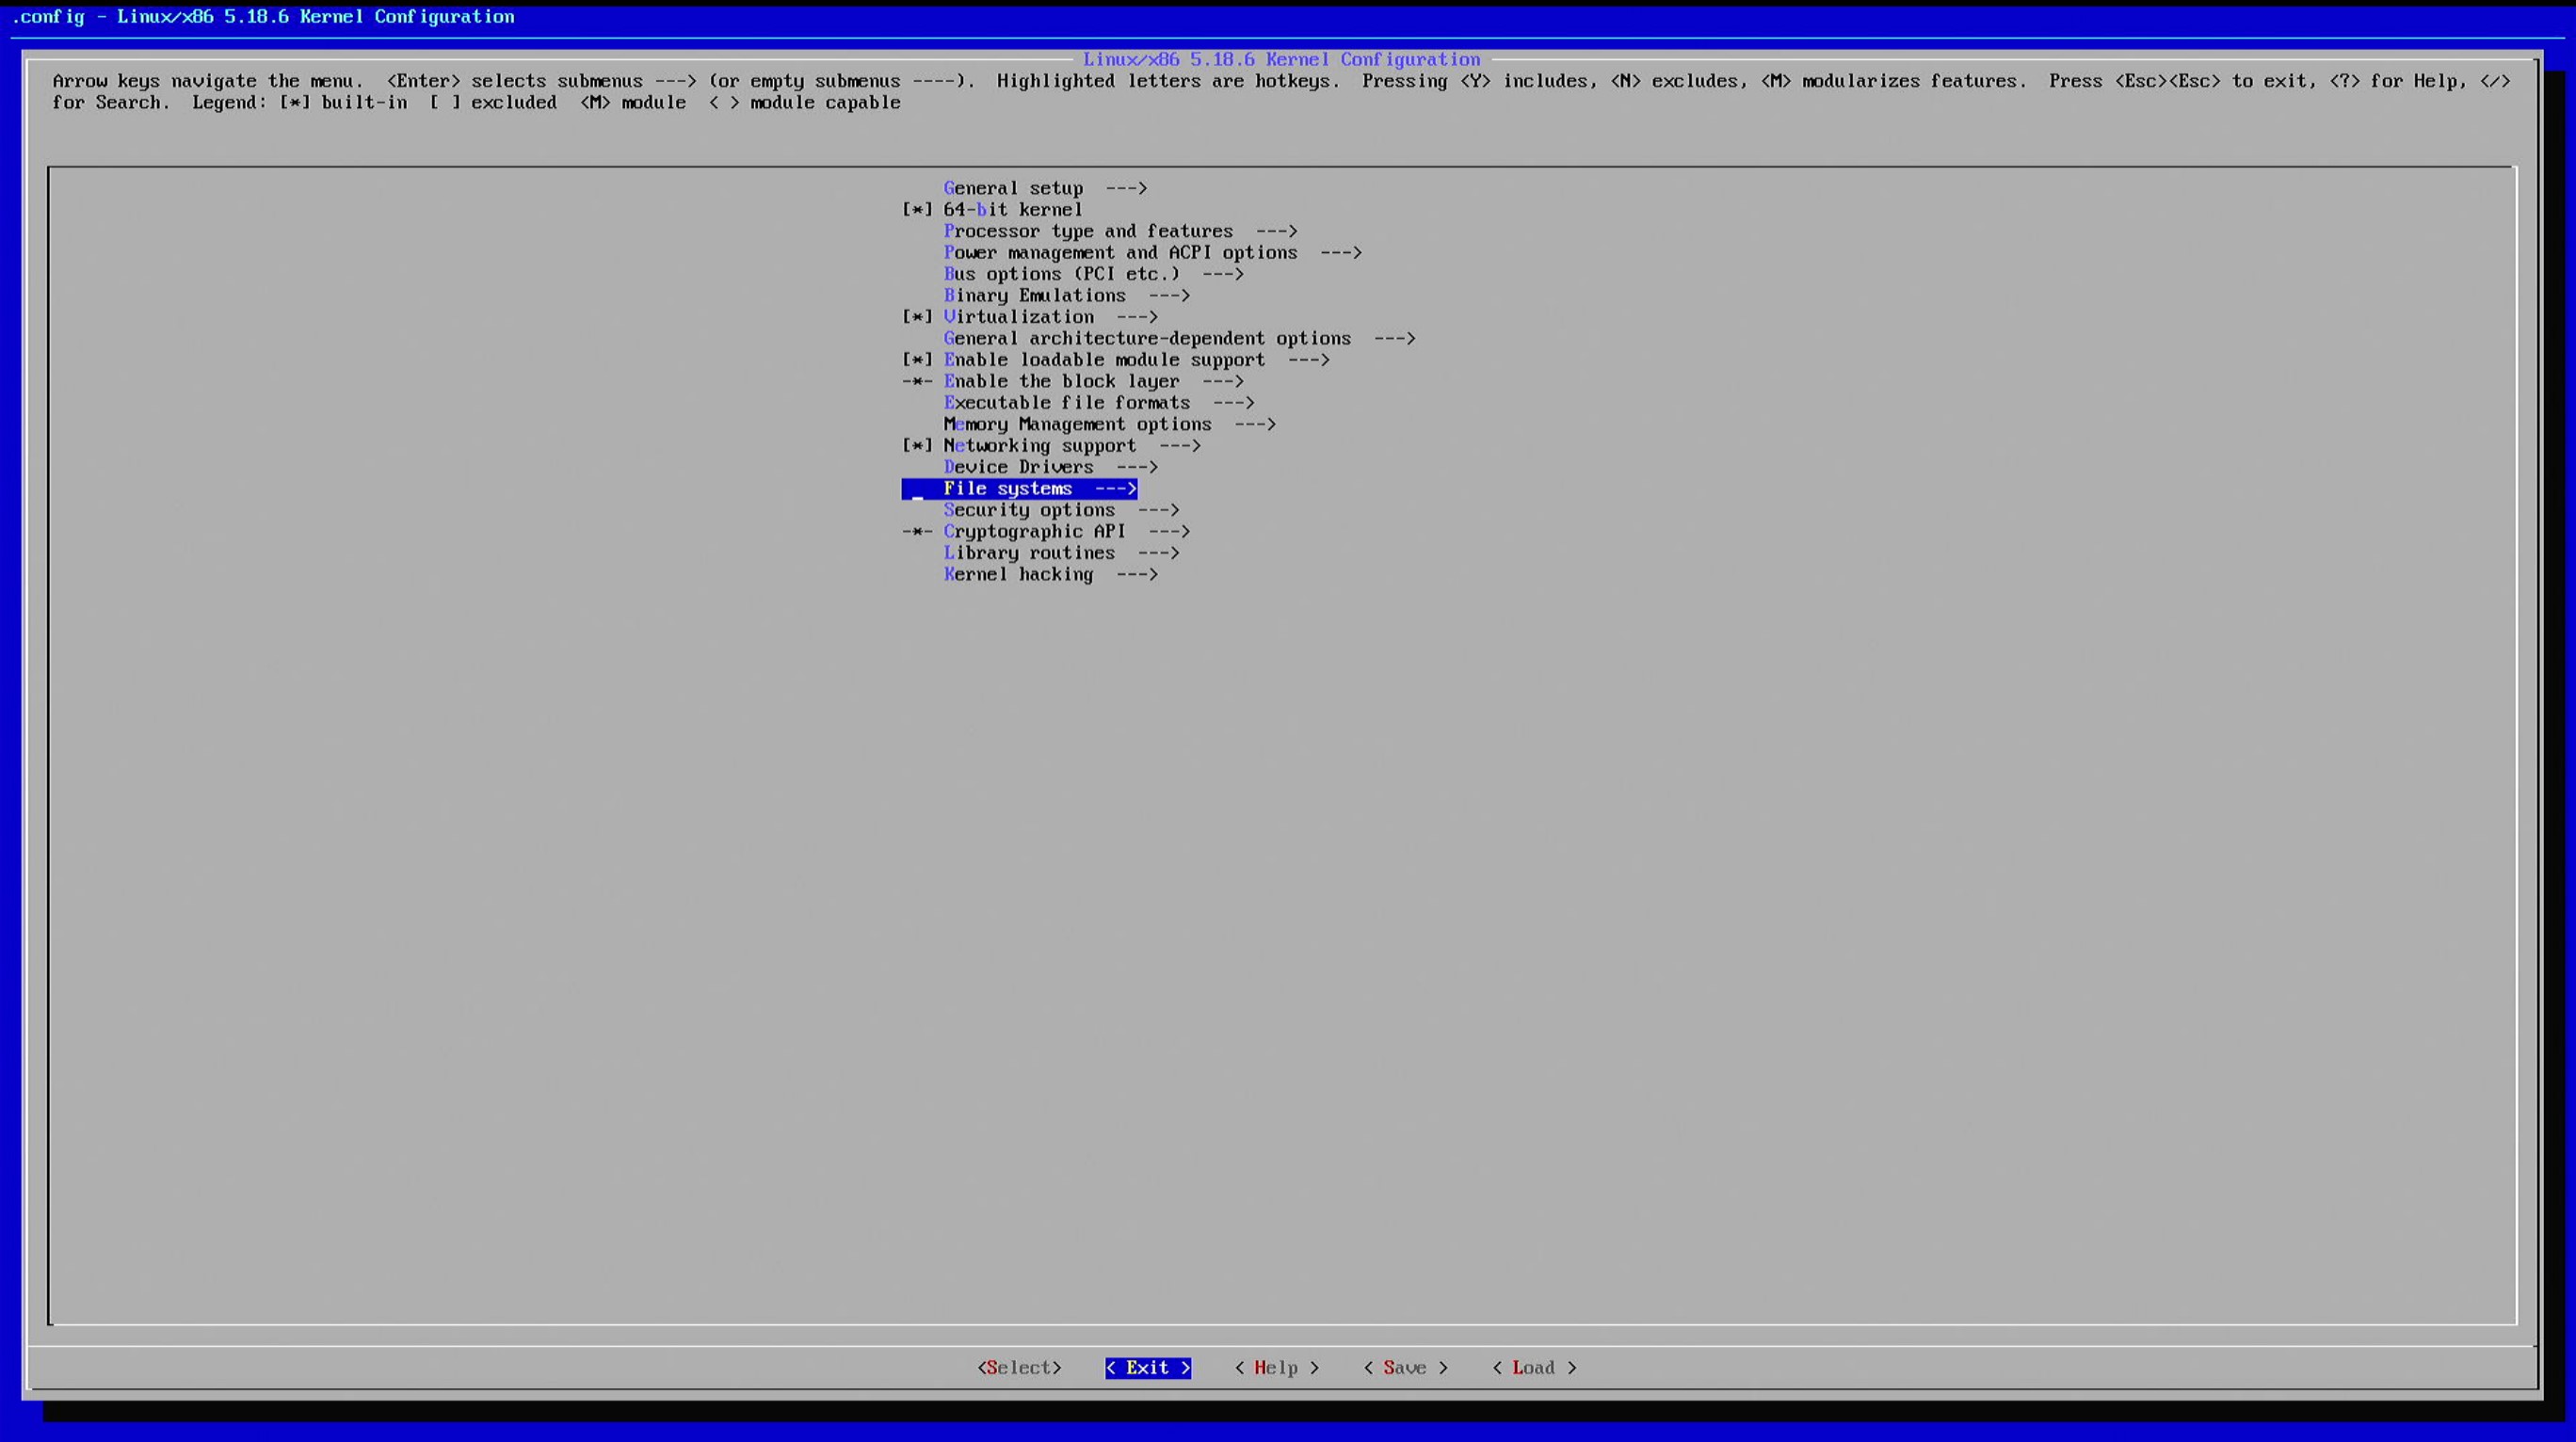 .config - Linux/x86 5.18.6 Kernel Configuration
Linux/x86 5.18.6 Kernel Configuration
Arrow keys navigate the menu.  <Enter> selects submenus ---> (or empty submenus ----).  Highlighted letters are hotkeys.  Pressing <Y> includes, <N> excludes, <M> modularizes features.  Press <Esc><Esc> to exit, <?> for Help, </>
for Search.  Legend: [*] built-in  [ ] excluded  <M> module  < > module capable
General setup  --->
[*] 64-bit kernel
Processor type and features  --->
Power management and ACPI options  --->
Bus options (PCI etc.)  --->
Binary Emulations  --->
[*] Virtualization  --->
General architecture-dependent options  --->
[*] Enable loadable module support  --->
-*- Enable the block layer  --->
Executable file formats  --->
Memory Management options  --->
[*] Networking support  --->
Device Drivers  --->
File systems  --->
Security options  --->
-*- Cryptographic API  --->
Library routines  --->
Kernel hacking  --->
<Select>    < Exit >    < Help >    < Save >    < Load >